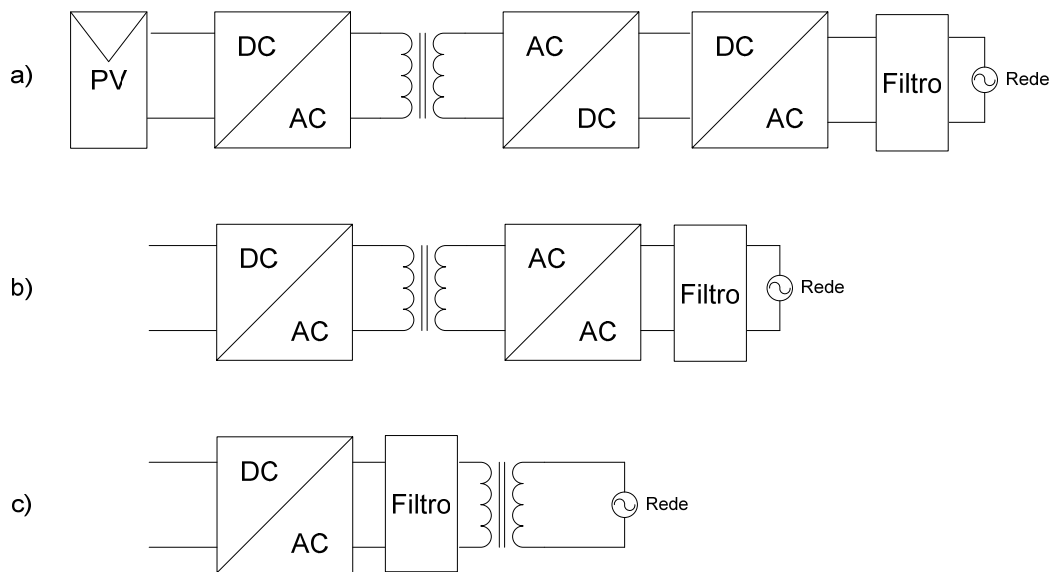 a)
PV
DC
AC
AC
DC
DC
AC
Filtro
Rede
b)
DC
AC
AC
AC
Filtro
Rede
c)
DC
AC
Filtro
Rede